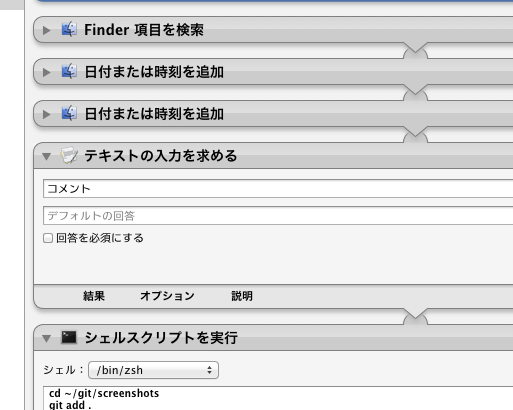 Finder 項目を検索
日付または時刻を追加
日付または時刻を追加
テキストの入力を求める
コメント
デフォルトの回答
回答を必須にする
結果 オプション 説明
シェルスクリプトを実行
シェル： /bin/zsh
cd ~/git/screenshots
git add .